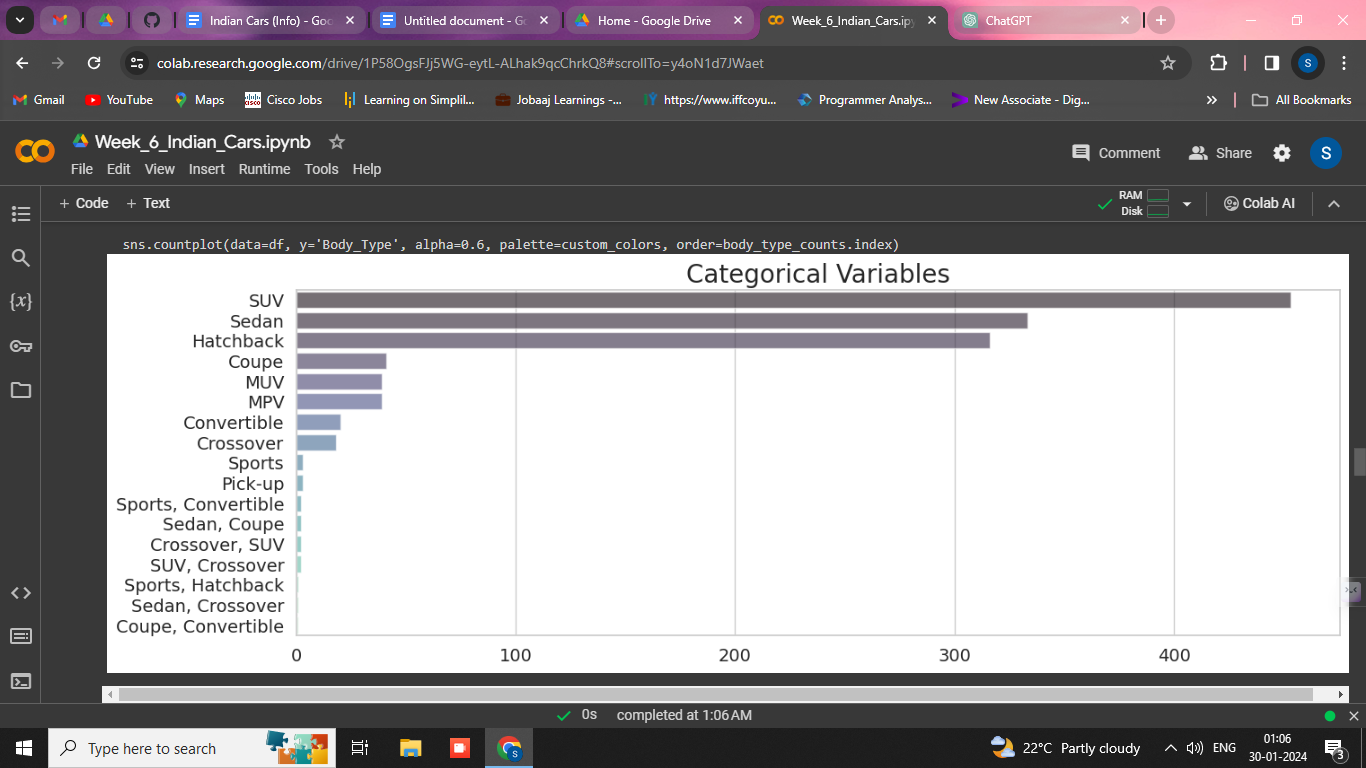 Indian Cars (Info) - Goo
Untitled document - Go
Home - Google Drive
Week_6_Indian_Cars.ipy
ChatGPT
colab.research.google.com/drive/1P58OgsFJj5WG-eytL-ALhak9qcChrkQ8#scrollTo=y4oN1d7JWaet
S
Gmail
YouTube
Maps
Cisco Jobs
Learning on Simplil...
Jobaaj Learnings -...
https://www.iffcoyu...
Programmer Analys...
New Associate - Dig...
All Bookmarks
Week_6_Indian_Cars.ipynb
File Edit View Insert Runtime Tools Help
Comment
Share
S
+ Code + Text
RAM
Disk
Colab AI
sns.countplot(data=df, y='Body_Type', alpha=0.6, palette=custom_colors, order=body_type_counts.index)
Categorical Variables
SUV
Sedan
Hatchback
Coupe
MUV
MPV
Convertible
Crossover
Sports
Pick-up
Sports, Convertible
Sedan, Coupe
Crossover, SUV
SUV, Crossover
Sports, Hatchback
Sedan, Crossover
Coupe, Convertible
0 100 200 300 400
0s completed at 1:06 AM
Type here to search
22°C Partly cloudy
ENG
01:06
30-01-2024
3